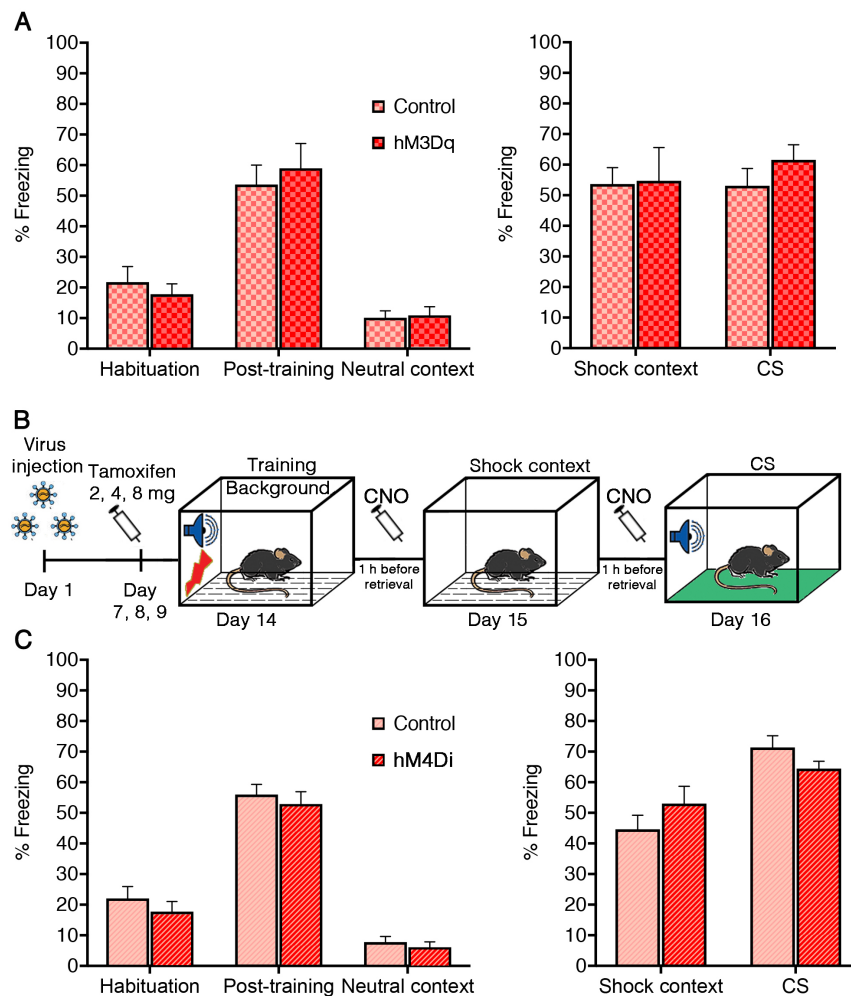 A
100
90
80
70
60
50
40
30
20
10
0
% Freezing
Control
hM3Dq
Habituation Post-training Neutral context
100
90
80
70
60
50
40
30
20
10
0
% Freezing
Shock context CS
B
Virus
injection
Tamoxifen
2, 4, 8 mg
Day 1
Day
7, 8, 9
Training
Background
Day 14
CNO
1 h before
retrieval
Shock context
Day 15
CNO
1 h before
retrieval
CS
Day 16
C
100
90
80
70
60
50
40
30
20
10
0
% Freezing
Control
hM4Di
Habituation Post-training Neutral context
100
90
80
70
60
50
40
30
20
10
0
% Freezing
Shock context CS